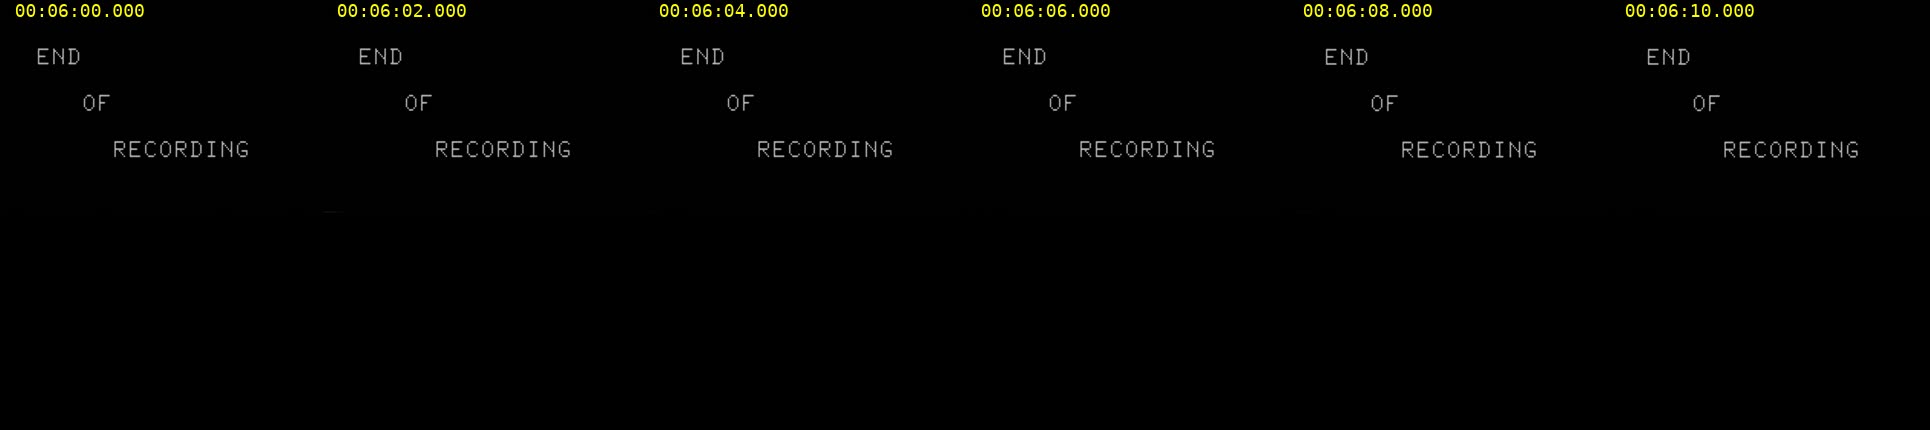 00:06:00.000 00:06:02.000 00:06:04.000 00:06:06.000 00:06:08.000 00:06:10.000
END END END END END END
OF OF OF OF OF OF
RECORDING RECORDING RECORDING RECORDING RECORDING RECORDING